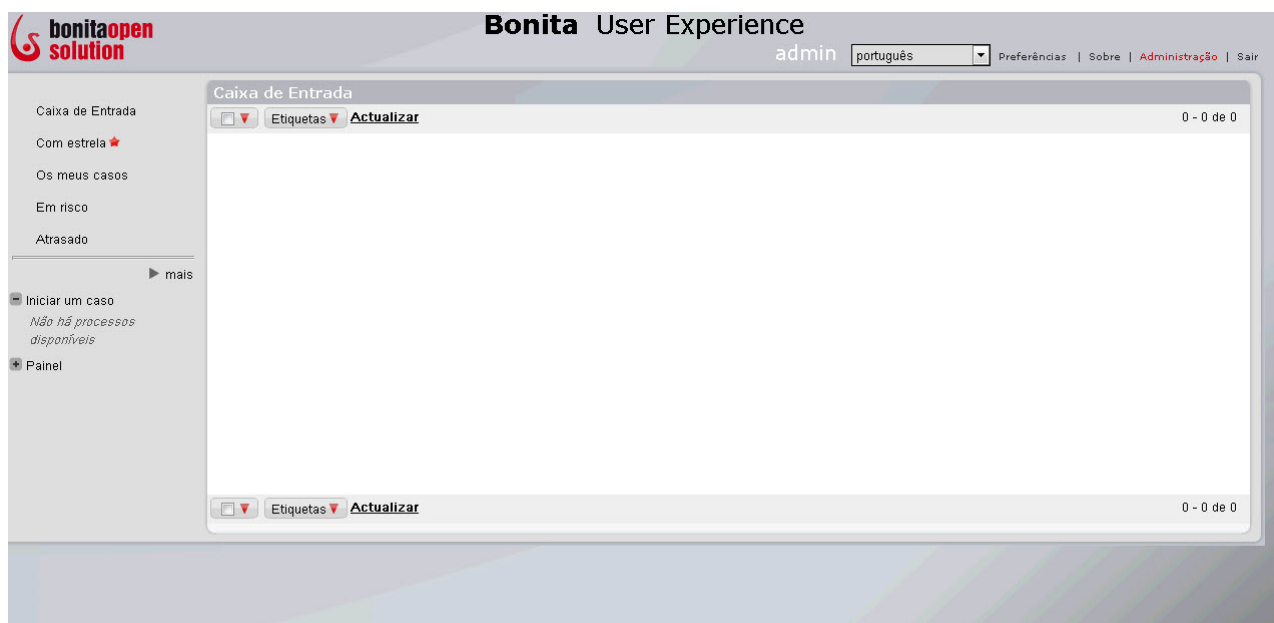 bonitaopen
solution
Bonita User Experience
admin português Preferências | Sobre | Administração | Sair
Caixa de Entrada
Com estrela
Os meus casos
Em risco
Atrasado
mais
Iniciar um caso
Não há processos
disponíveis
Painel
Caixa de Entrada
Etiquetas Actualizar 0 - 0 de 0
Etiquetas Actualizar 0 - 0 de 0